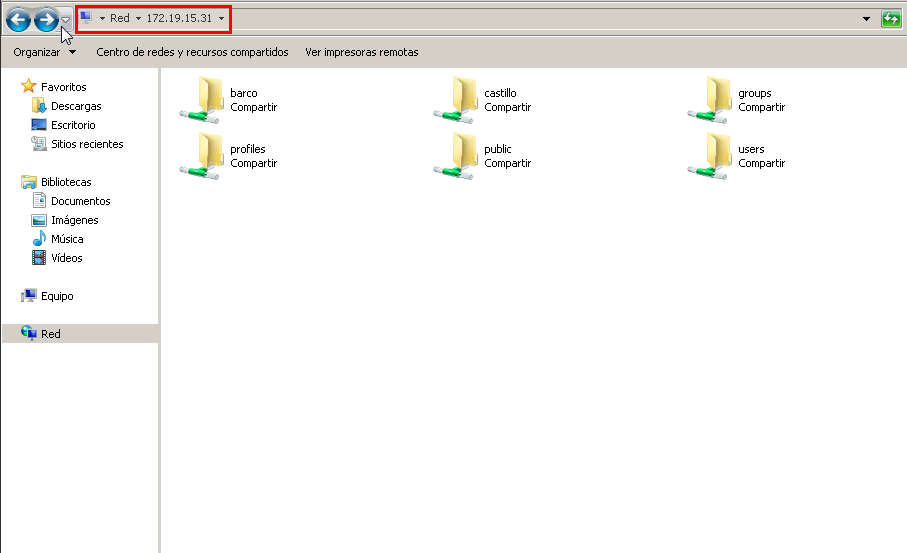 Red 172.19.15.31
Organizar Centro de redes y recursos compartidos Ver impresoras remotas
Favoritos
Descargas
Escritorio
Sitios recientes
Bibliotecas
Documentos
Imágenes
Música
Vídeos
Equipo
Red
barco
Compartir
castillo
Compartir
groups
Compartir
profiles
Compartir
public
Compartir
users
Compartir